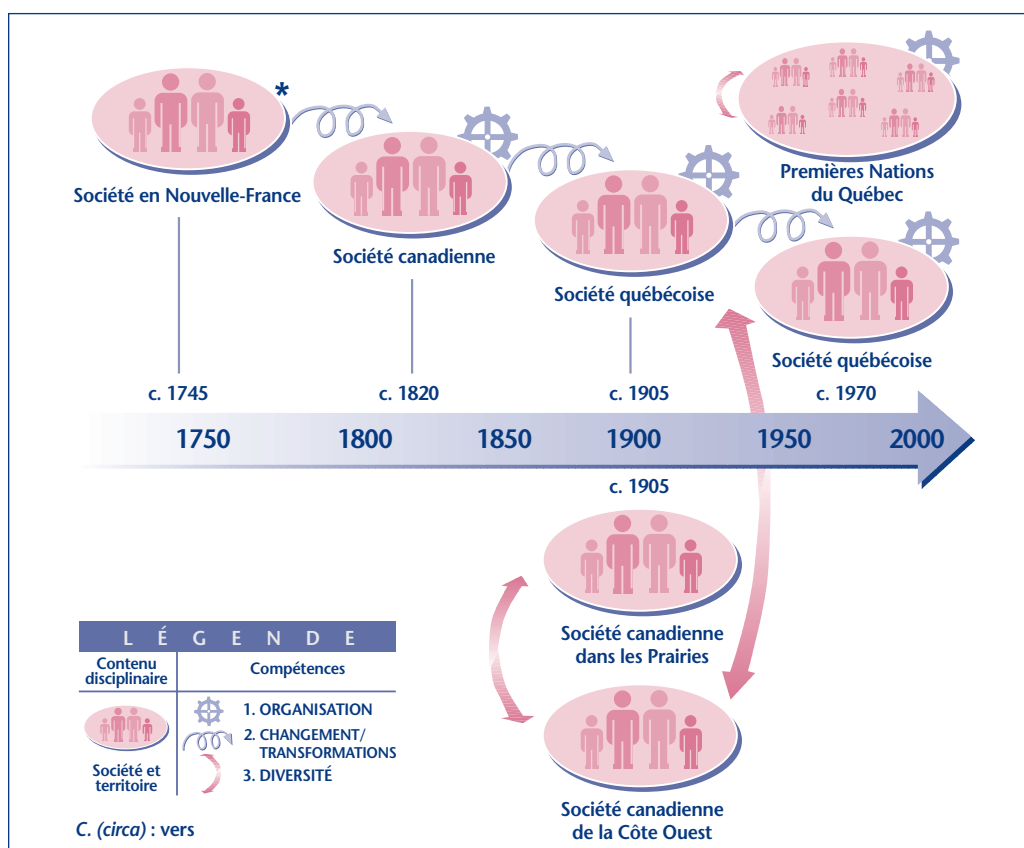 *
Société en Nouvelle-France
Société canadienne
Société québécoise
Premières Nations
du Québec
Société québécoise
c. 1745
c. 1820
c. 1905
c. 1970
1750
1800
1850
1900
1950
2000
c. 1905
Société canadienne
dans les Prairies
Société canadienne
de la Côte Ouest
LÉGENDE
Contenu
disciplinaire
Compétences
Société et
territoire
1. ORGANISATION
2. CHANGEMENT/
TRANSFORMATIONS
3. DIVERSITÉ
C. (circa) : vers